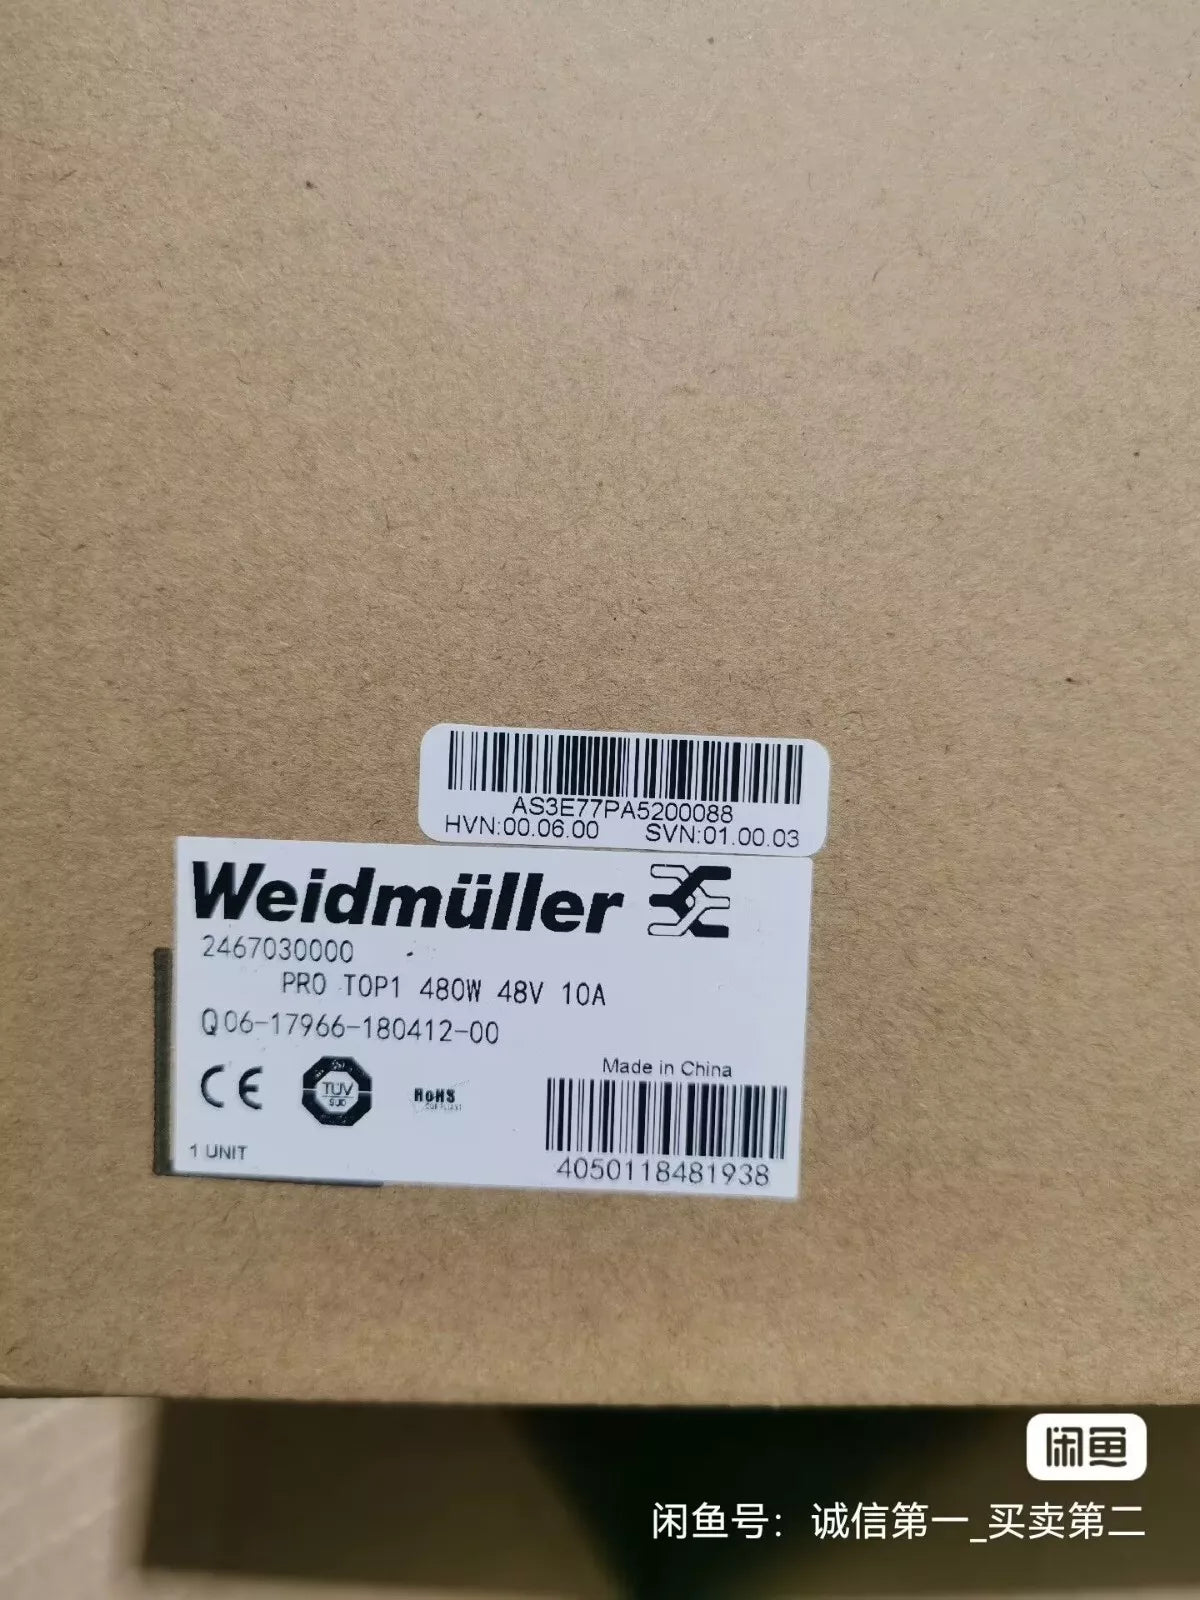 AS3E77PA5200088
HVN:00.06.00 SVN:01.00.03
Weidmüller
2467030000
PRO TOP1 480W 48V 10A
Q06-17966-180412-00
Made in China
CE
TÜV
SÜD
RoHS
COMPLIANT
1 UNIT
4050118481938
闲鱼
闲鱼号：诚信第一_买卖第二